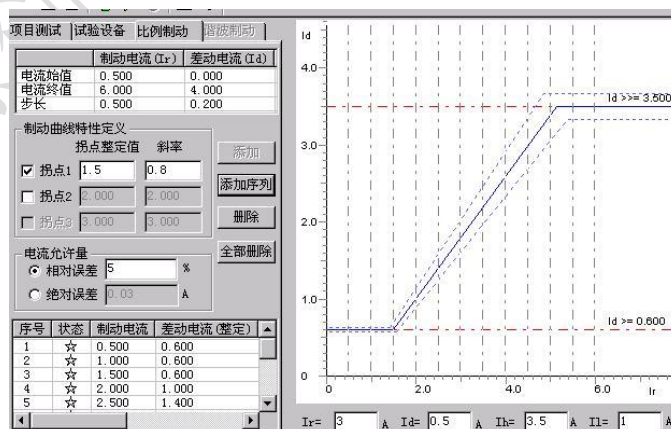 项目测试 试验设备 比例制动 谐波制动
制动电流(Ir) 差动电流(Id)
电流始值 0.500 0.000
电流终值 6.000 4.000
步长 0.500 0.200
制动曲线特性定义
拐点整定值 斜率
拐点1 1.5 0.8
拐点2 2.000 2.000
拐点3 3.000 3.000
添加
添加序列
删除
全部删除
电流允许量
相对误差 5 %
绝对误差 0.03 A
序号 状态 制动电流 差动电流(整定)
1 ☆ 0.500 0.600
2 ☆ 1.000 0.600
3 ☆ 1.500 0.600
4 ☆ 2.000 1.000
5 ☆ 2.500 1.400
Id
4.0
Id >>= 3.500
3.0
2.0
1.0
Id >= 0.600
0
0 2.0 4.0 6.0 Ir
Ir= 3 A Id= 0.5 A Ih= 3.5 A Il= 1 A